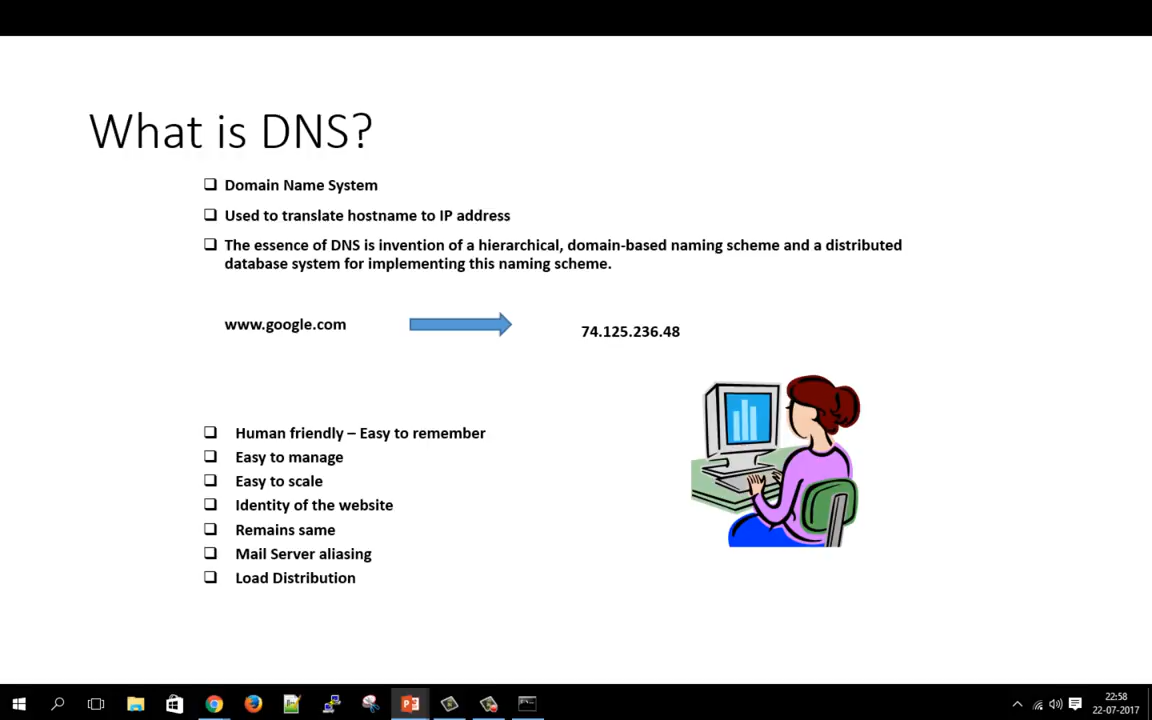 What is DNS?
Domain Name System
Used to translate hostname to IP address
The essence of DNS is invention of a hierarchical, domain-based naming scheme and a distributed
database system for implementing this naming scheme.
www.google.com
74.125.236.48
Human friendly – Easy to remember
Easy to manage
Easy to scale
Identity of the website
Remains same
Mail Server aliasing
Load Distribution
22:58
22-07-2017